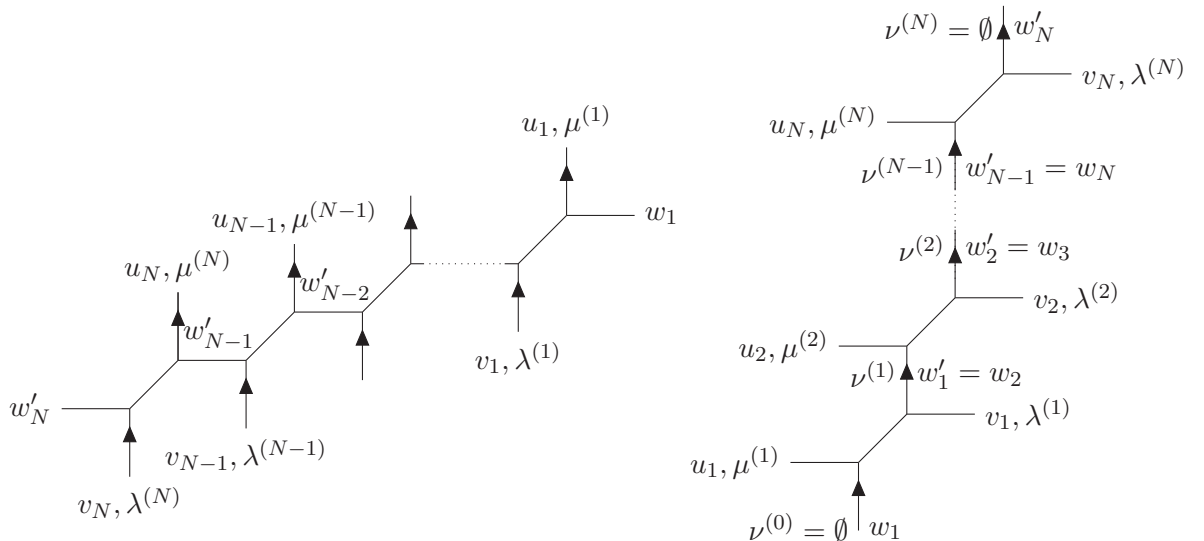 u_1, μ^{(1)}
w_1
u_{N-1}, μ^{(N-1)}
u_N, μ^{(N)}
w'_{N-2}
w'_{N-1}
v_1, λ^{(1)}
w'_N
v_{N-1}, λ^{(N-1)}
v_N, λ^{(N)}
ν^{(N)} = ∅ w'_N
v_N, λ^{(N)}
u_N, μ^{(N)}
ν^{(N-1)} w'_{N-1} = w_N
ν^{(2)} w'_2 = w_3
v_2, λ^{(2)}
u_2, μ^{(2)}
ν^{(1)} w'_1 = w_2
v_1, λ^{(1)}
u_1, μ^{(1)}
ν^{(0)} = ∅ w_1